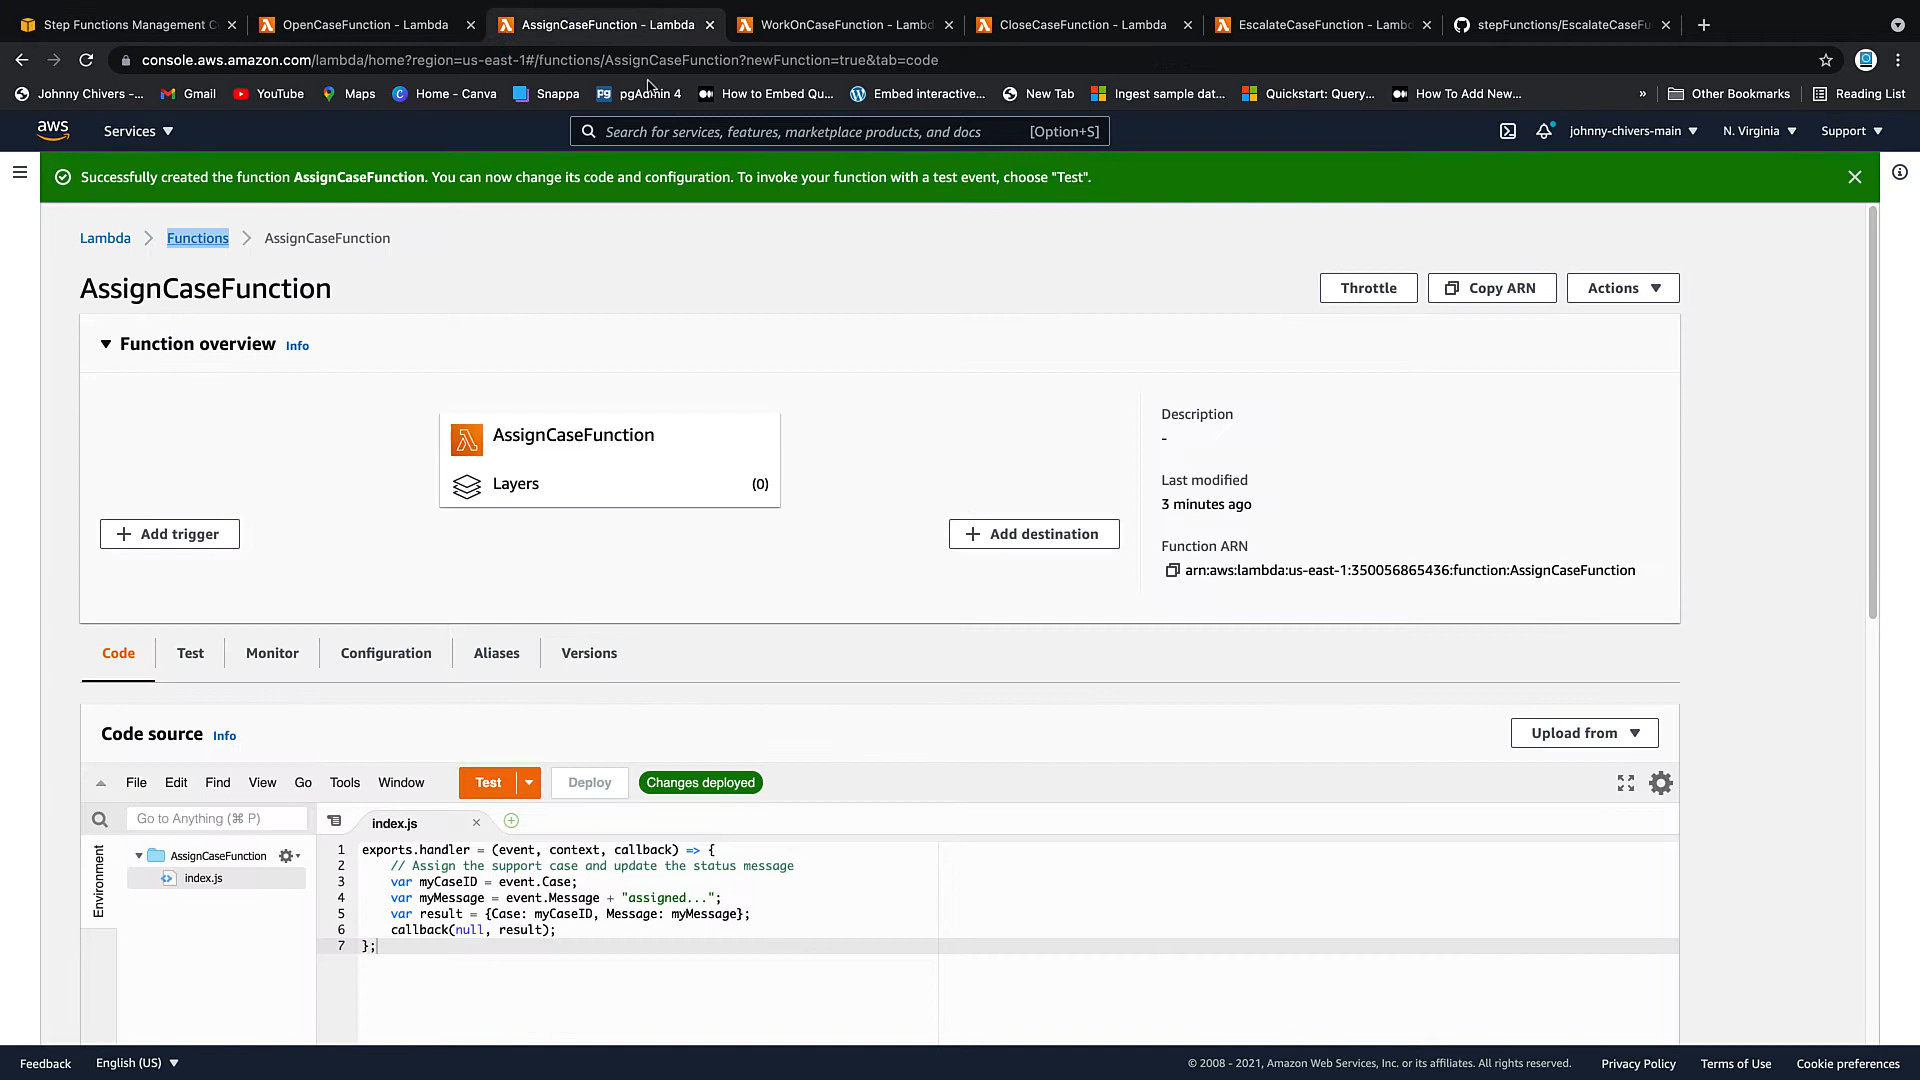 Step Functions Management C
OpenCaseFunction - Lambda
AssignCaseFunction - Lambda
WorkOnCaseFunction - Lambd
CloseCaseFunction - Lambda
EscalateCaseFunction - Lambd
stepFunctions/EscalateCaseFu
console.aws.amazon.com/lambda/home?region=us-east-1#/functions/AssignCaseFunction?newFunction=true&tab=code
Johnny Chivers -...
Gmail
YouTube
Maps
Home - Canva
Snappa
pgAdmin 4
How to Embed Qu...
Embed interactive...
New Tab
Ingest sample dat...
Quickstart: Query...
How To Add New...
»
Other Bookmarks
Reading List
aws
Services
Search for services, features, marketplace products, and docs
[Option+S]
johnny-chivers-main
N. Virginia
Support
Successfully created the function AssignCaseFunction. You can now change its code and configuration. To invoke your function with a test event, choose "Test".
Lambda
Functions
AssignCaseFunction
AssignCaseFunction
Throttle
Copy ARN
Actions
Function overview
Info
AssignCaseFunction
Layers
(0)
Add trigger
Add destination
Description
-
Last modified
3 minutes ago
Function ARN
arn:aws:lambda:us-east-1:350056865436:function:AssignCaseFunction
Code
Test
Monitor
Configuration
Aliases
Versions
Code source
Info
Upload from
File
Edit
Find
View
Go
Tools
Window
Test
Deploy
Changes deployed
Go to Anything (⌘ P)
index.js
Environment
AssignCaseFunction
index.js
1 exports.handler = (event, context, callback) => {
2 // Assign the support case and update the status message
3 var myCaseID = event.Case;
4 var myMessage = event.Message + "assigned...";
5 var result = {Case: myCaseID, Message: myMessage};
6 callback(null, result);
7 };
Feedback
English (US)
© 2008 - 2021, Amazon Web Services, Inc. or its affiliates. All rights reserved.
Privacy Policy
Terms of Use
Cookie preferences